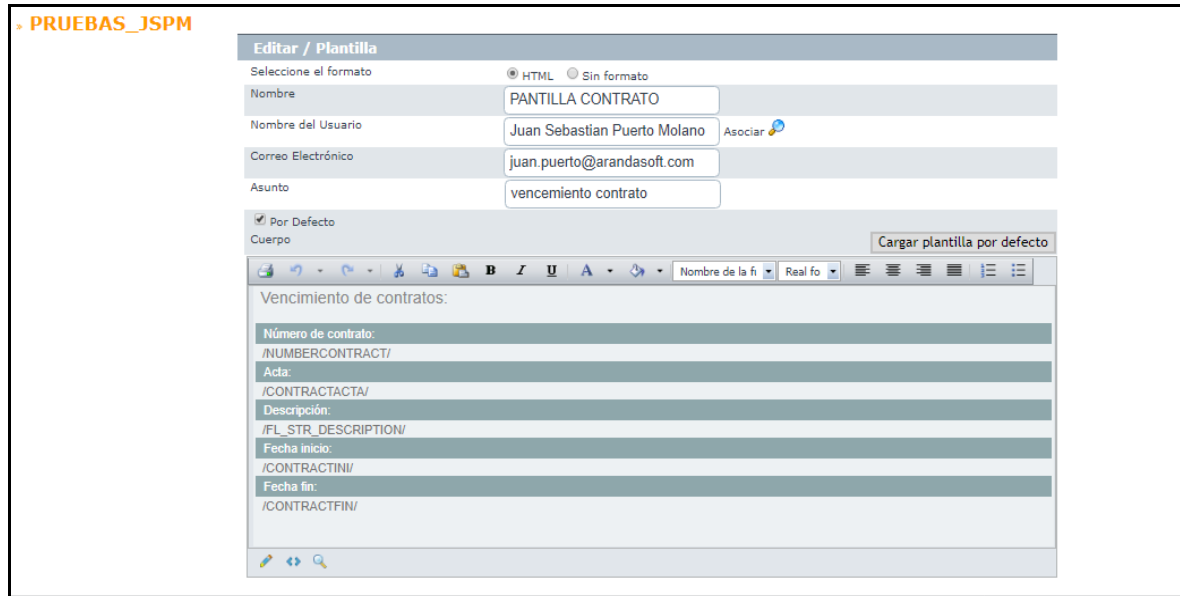 » PRUEBAS_JSPM
Editar / Plantilla
Seleccione el formato HTML Sin formato
Nombre PANTILLA CONTRATO
Nombre del Usuario Juan Sebastian Puerto Molano Asociar
Correo Electrónico juan.puerto@arandasoft.com
Asunto vencemiento contrato
Por Defecto
Cuerpo Cargar plantilla por defecto
B I U A Nombre de la fi Real fo
Vencimiento de contratos:
Número de contrato:
/NUMBERCONTRACT/
Acta:
/CONTRACTACTA/
Descripción:
/FL_STR_DESCRIPTION/
Fecha inicio:
/CONTRACTINI/
Fecha fin:
/CONTRACTFIN/